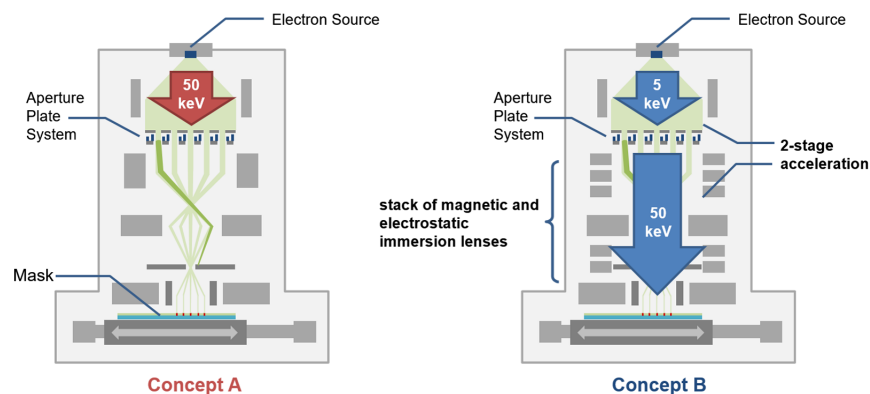 Electron Source
50
keV
Aperture
Plate
System
Mask
Concept A
Electron Source
5
keV
Aperture
Plate
System
2-stage
acceleration
stack of magnetic and
electrostatic
immersion lenses
50
keV
Concept B